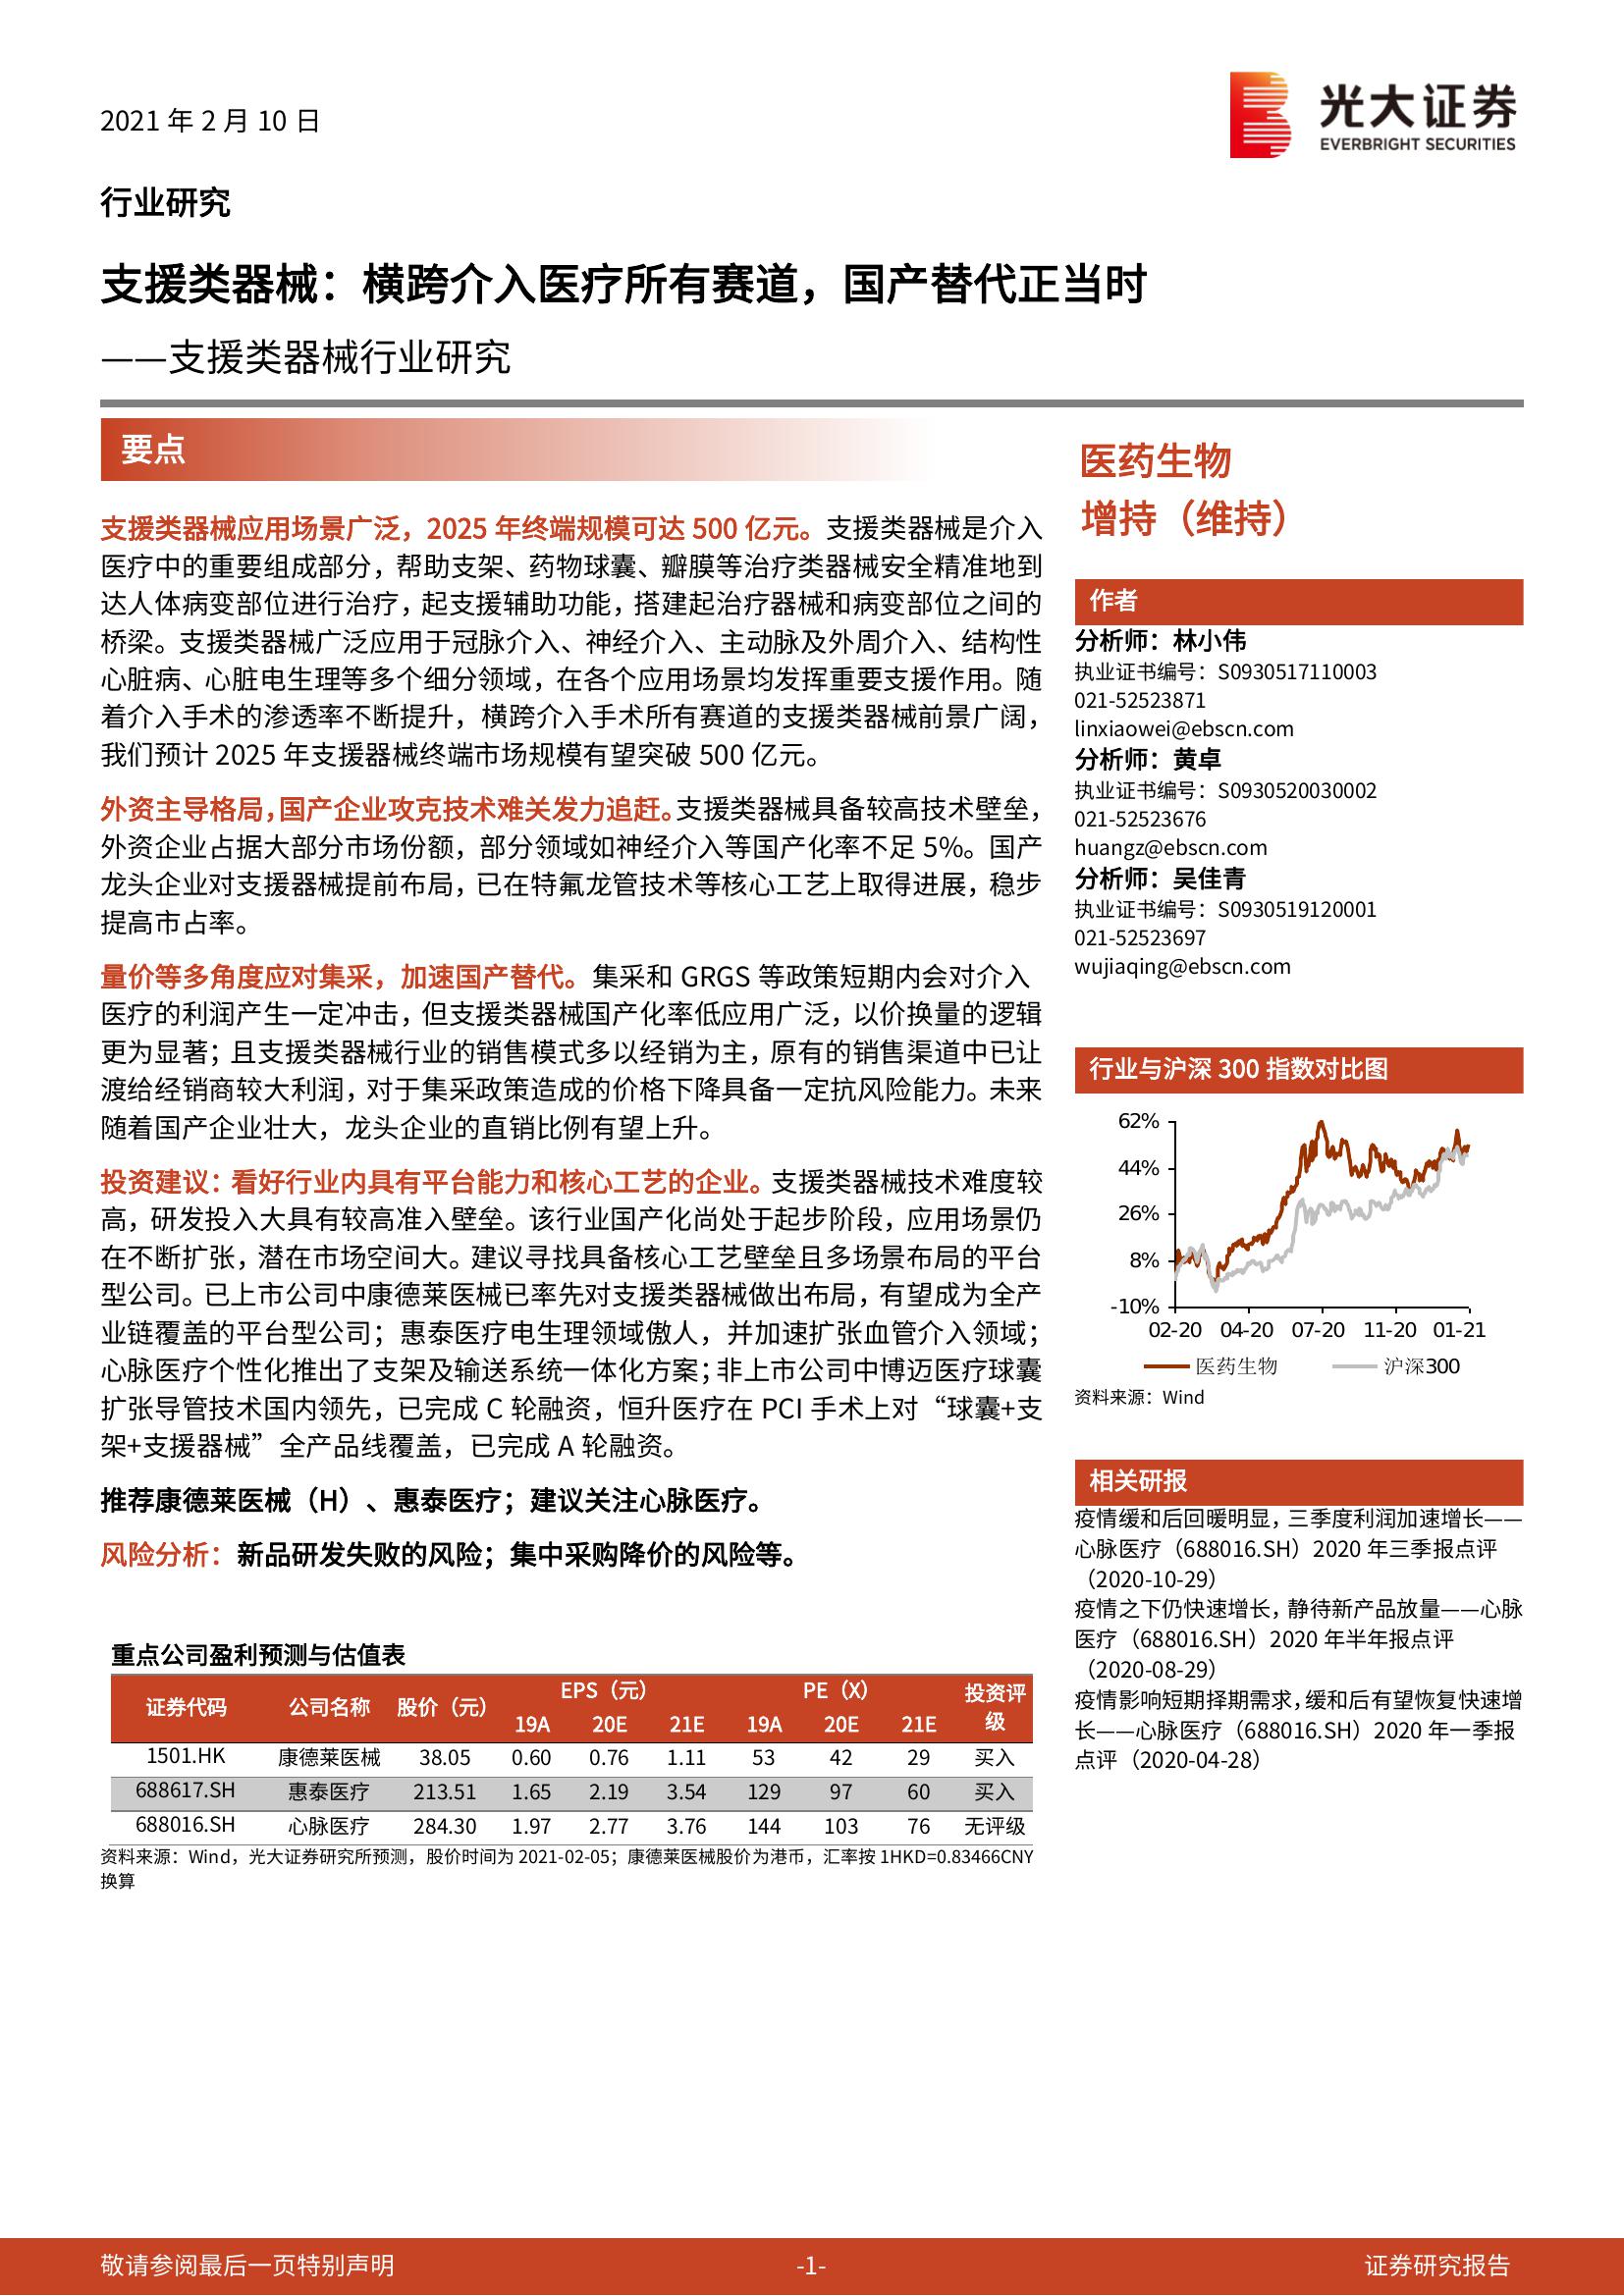 2021 年 2 月 10 日
光大证券
EVERBRIGHT SECURITIES
行业研究
支援类器械：横跨介入医疗所有赛道，国产替代正当时
——支援类器械行业研究
要点
支援类器械应用场景广泛，2025 年终端规模可达 500 亿元。支援类器械是介入
医疗中的重要组成部分，帮助支架、药物球囊、瓣膜等治疗类器械安全精准地到
达人体病变部位进行治疗，起支援辅助功能，搭建起治疗器械和病变部位之间的
桥梁。支援类器械广泛应用于冠脉介入、神经介入、主动脉及外周介入、结构性
心脏病、心脏电生理等多个细分领域，在各个应用场景均发挥重要支援作用。随
着介入手术的渗透率不断提升，横跨介入手术所有赛道的支援类器械前景广阔，
我们预计 2025 年支援器械终端市场规模有望突破 500 亿元。
外资主导格局，国产企业攻克技术难关发力追赶。支援类器械具备较高技术壁垒，
外资企业占据大部分市场份额，部分领域如神经介入等国产化率不足 5%。国产
龙头企业对支援器械提前布局，已在特氟龙管技术等核心工艺上取得进展，稳步
提高市占率。
量价等多角度应对集采，加速国产替代。集采和 GRGS 等政策短期内会对介入
医疗的利润产生一定冲击，但支援类器械国产化率低应用广泛，以价换量的逻辑
更为显著；且支援类器械行业的销售模式多以经销为主，原有的销售渠道中已让
渡给经销商较大利润，对于集采政策造成的价格下降具备一定抗风险能力。未来
随着国产企业壮大，龙头企业的直销比例有望上升。
投资建议：看好行业内具有平台能力和核心工艺的企业。支援类器械技术难度较
高，研发投入大具有较高准入壁垒。该行业国产化尚处于起步阶段，应用场景仍
在不断扩张，潜在市场空间大。建议寻找具备核心工艺壁垒且多场景布局的平台
型公司。已上市公司中康德莱医械已率先对支援类器械做出布局，有望成为全产
业链覆盖的平台型公司；惠泰医疗电生理领域傲人，并加速扩张血管介入领域；
心脉医疗个性化推出了支架及输送系统一体化方案；非上市公司中博迈医疗球囊
扩张导管技术国内领先，已完成 C 轮融资，恒升医疗在 PCI 手术上对“球囊+支
架+支援器械”全产品线覆盖，已完成 A 轮融资。
推荐康德莱医械（H）、惠泰医疗；建议关注心脉医疗。
风险分析：新品研发失败的风险；集中采购降价的风险等。
重点公司盈利预测与估值表
证券代码 公司名称 股价（元） EPS（元） PE（X） 投资评级
19A 20E 21E 19A 20E 21E
1501.HK 康德莱医械 38.05 0.60 0.76 1.11 53 42 29 买入
688617.SH 惠泰医疗 213.51 1.65 2.19 3.54 129 97 60 买入
688016.SH 心脉医疗 284.30 1.97 2.77 3.76 144 103 76 无评级
资料来源：Wind，光大证券研究所预测，股价时间为 2021-02-05；康德莱医械股价为港币，汇率按 1HKD=0.83466CNY
换算
医药生物
增持（维持）
作者
分析师：林小伟
执业证书编号：S0930517110003
021-52523871
linxiaowei@ebscn.com
分析师：黄卓
执业证书编号：S0930520030002
021-52523676
huangz@ebscn.com
分析师：吴佳青
执业证书编号：S0930519120001
021-52523697
wujiaqing@ebscn.com
行业与沪深 300 指数对比图
62%
44%
26%
8%
-10%
02-20 04-20 07-20 11-20 01-21
医药生物 沪深300
资料来源：Wind
相关研报
疫情缓和后回暖明显，三季度利润加速增长——
心脉医疗（688016.SH）2020 年三季报点评
（2020-10-29）
疫情之下仍快速增长，静待新产品放量——心脉
医疗（688016.SH）2020 年半年报点评
（2020-08-29）
疫情影响短期择期需求，缓和后有望恢复快速增
长——心脉医疗（688016.SH）2020 年一季报
点评（2020-04-28）
敬请参阅最后一页特别声明
-1-
证券研究报告